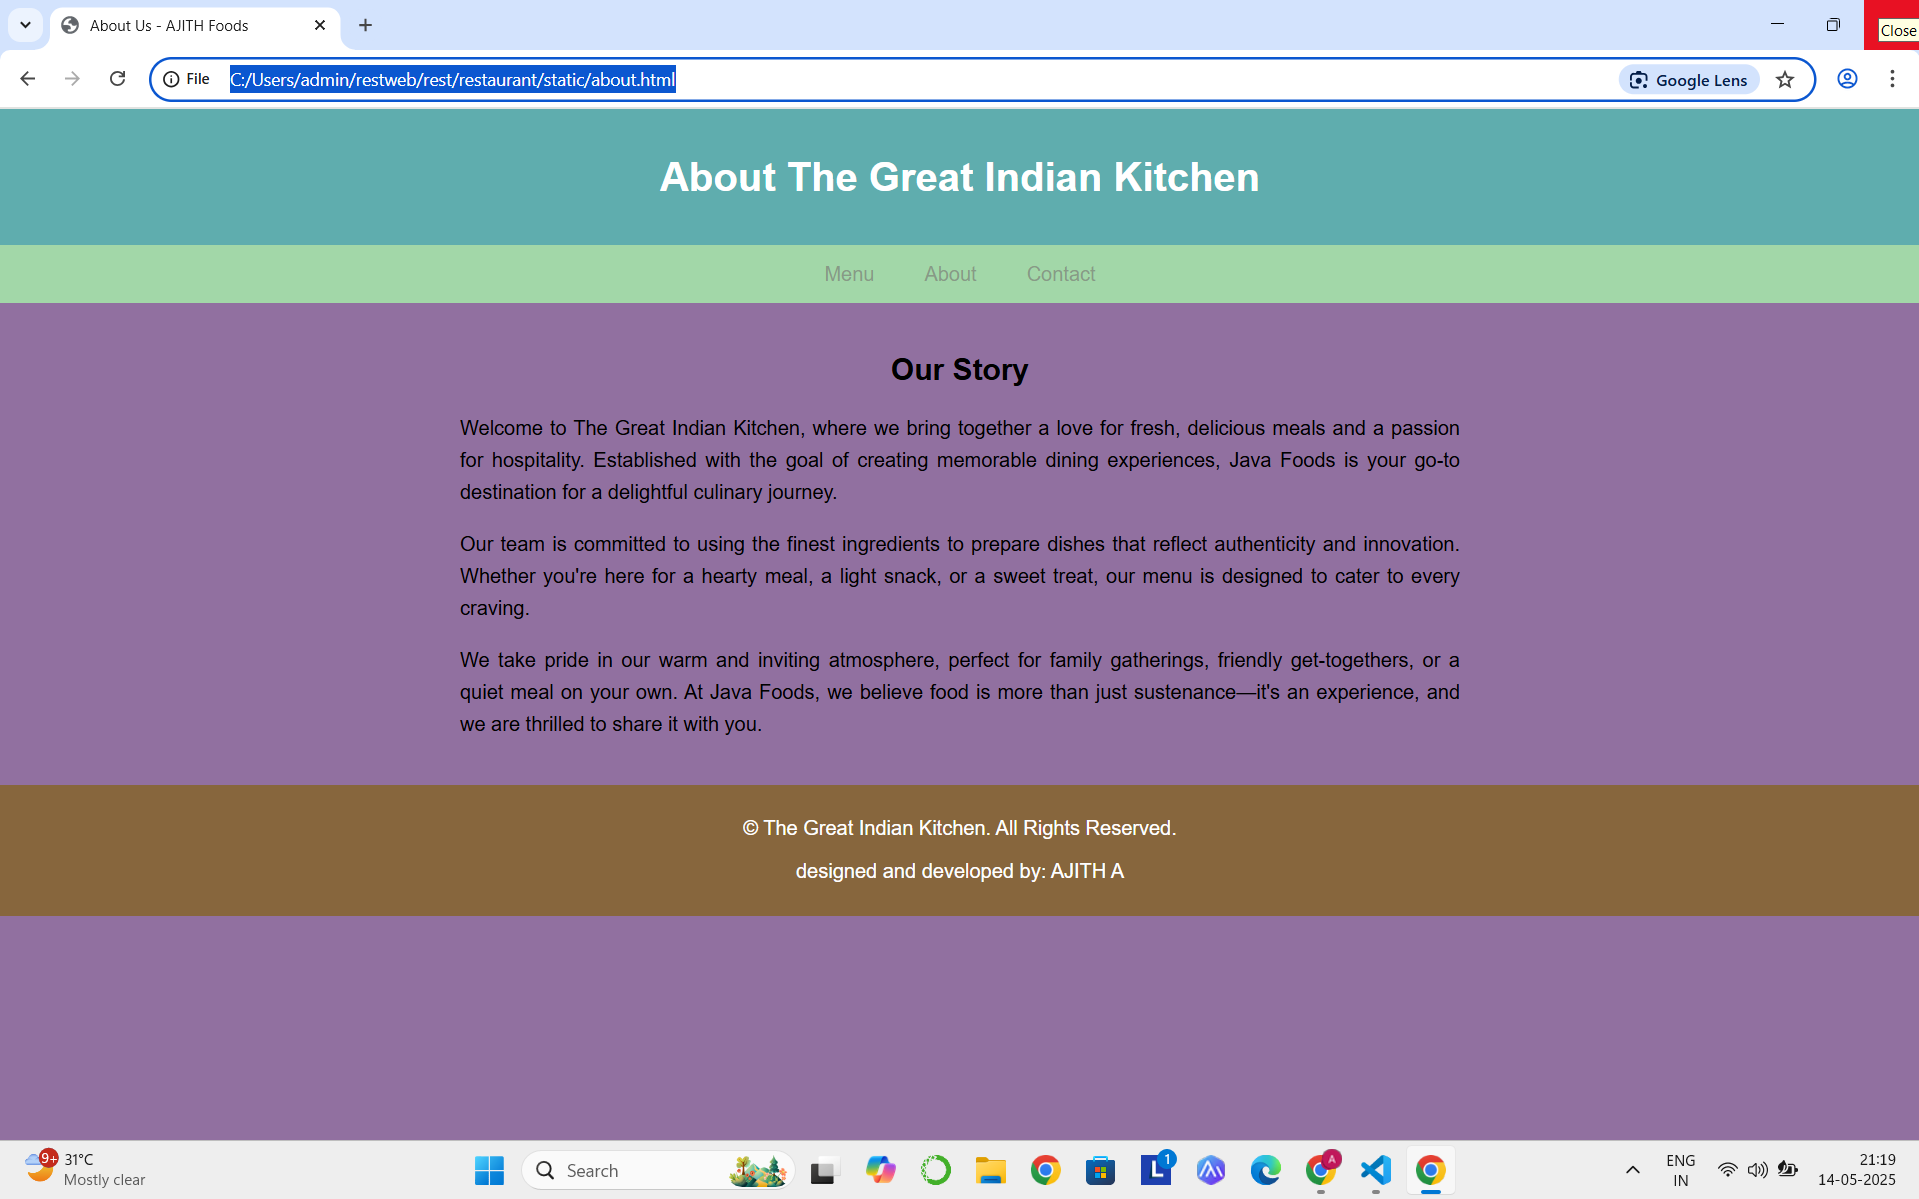 About Us - AJITH Foods
Close
File
C:/Users/admin/restweb/rest/restaurant/static/about.html
Google Lens
About The Great Indian Kitchen
Menu About Contact
Our Story
Welcome to The Great Indian Kitchen, where we bring together a love for fresh, delicious meals and a passion
for hospitality. Established with the goal of creating memorable dining experiences, Java Foods is your go-to
destination for a delightful culinary journey.
Our team is committed to using the finest ingredients to prepare dishes that reflect authenticity and innovation.
Whether you're here for a hearty meal, a light snack, or a sweet treat, our menu is designed to cater to every
craving.
We take pride in our warm and inviting atmosphere, perfect for family gatherings, friendly get-togethers, or a
quiet meal on your own. At Java Foods, we believe food is more than just sustenance—it's an experience, and
we are thrilled to share it with you.
© The Great Indian Kitchen. All Rights Reserved.
designed and developed by: AJITH A
9+
31°C
Mostly clear
Search
L
1
A
ENG
IN
21:19
14-05-2025